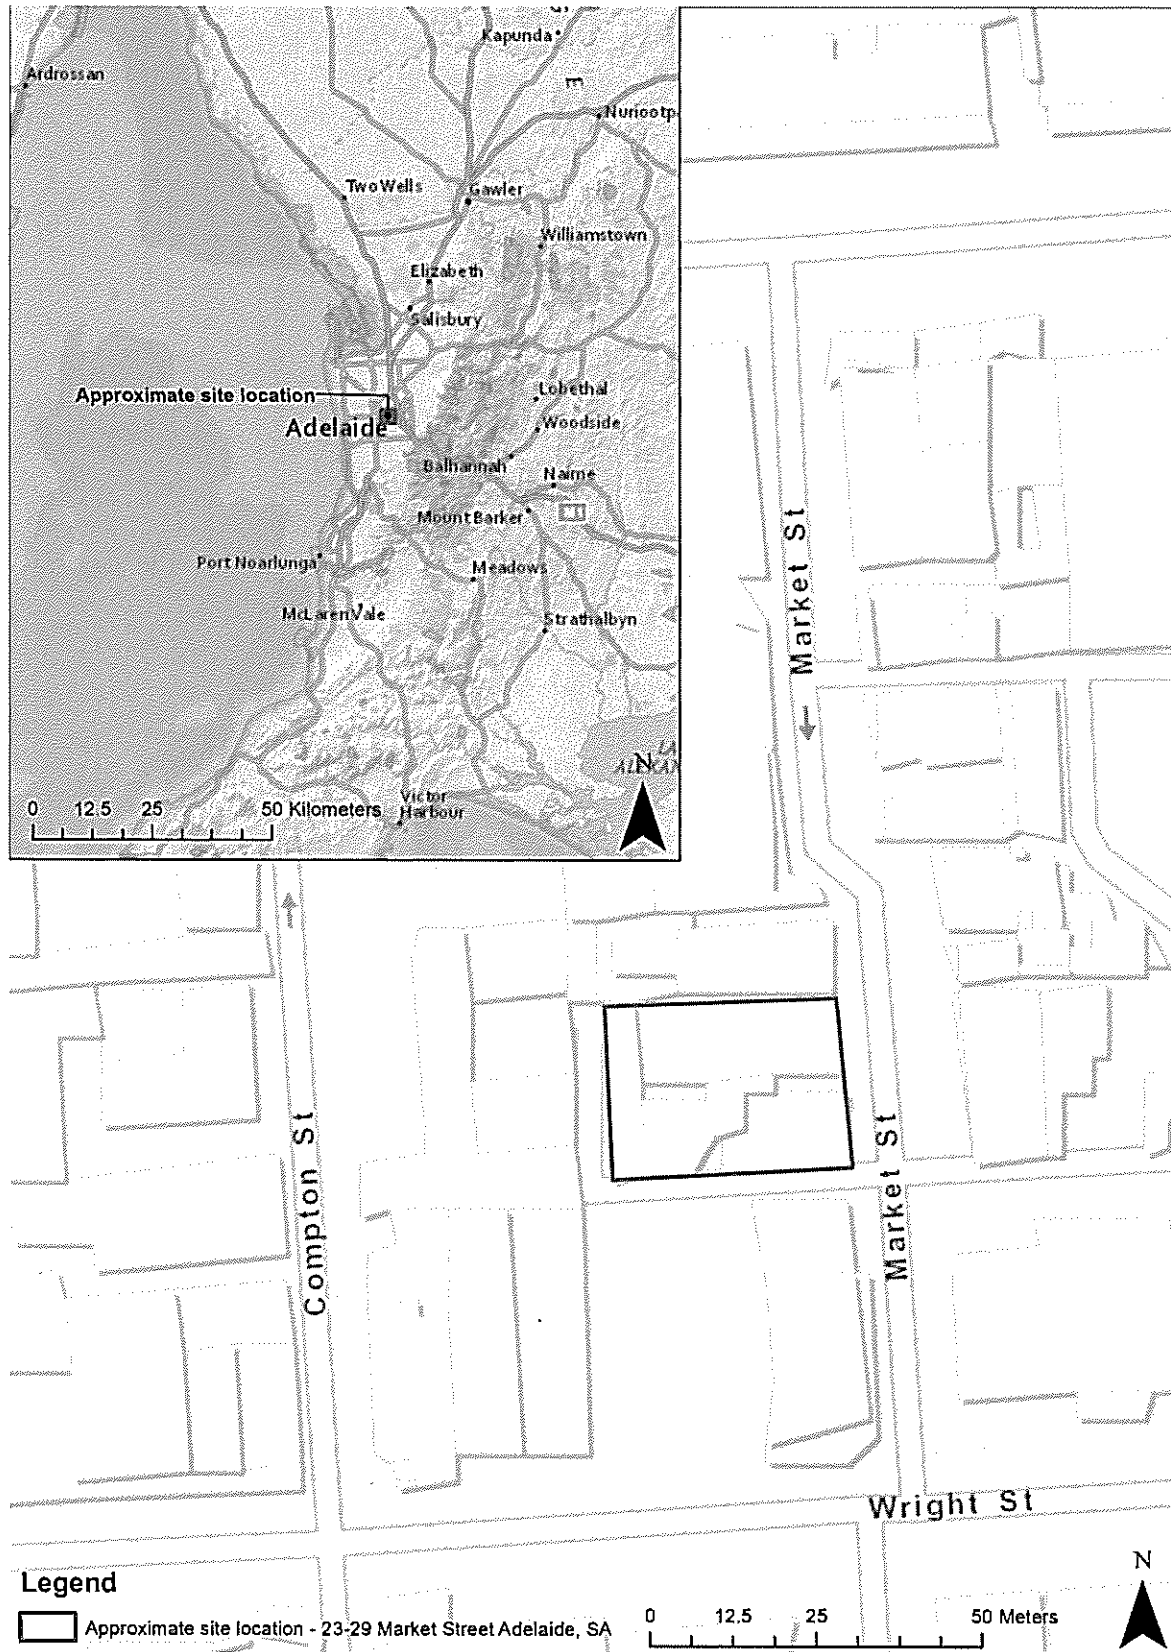 Kapunda
Ardrossan
Nuriootp
Two Wells
Gawler
Williamstown
Elizabeth
Salisbury
Approximate site location
Lobethal
Adelaide
Woodside
Balhannah
Nairne
Mount Barker
M1
Port Noarlunga
Meadows
McLaren Vale
Strathalbyn
N
LA
ALEXAN
0 12.5 25 50 Kilometers
Victor
Harbour
Market St
Compton St
Market St
Wright St
N
Legend
Approximate site location - 23-29 Market Street Adelaide, SA
0 12.5 25 50 Meters